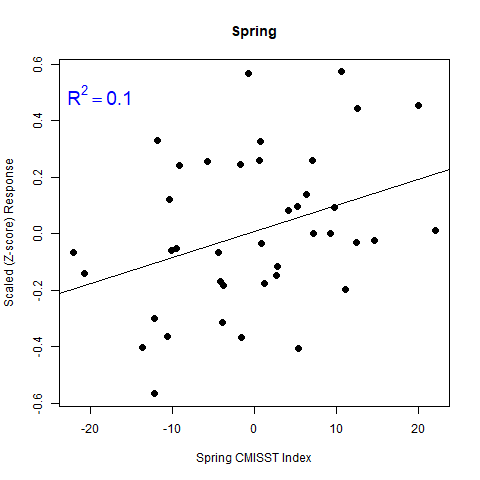 Spring
R² = 0.1
Scaled (Z-score) Response
0.6
0.4
0.2
0.0
-0.2
-0.4
-0.6
-20 -10 0 10 20
Spring CMISST Index